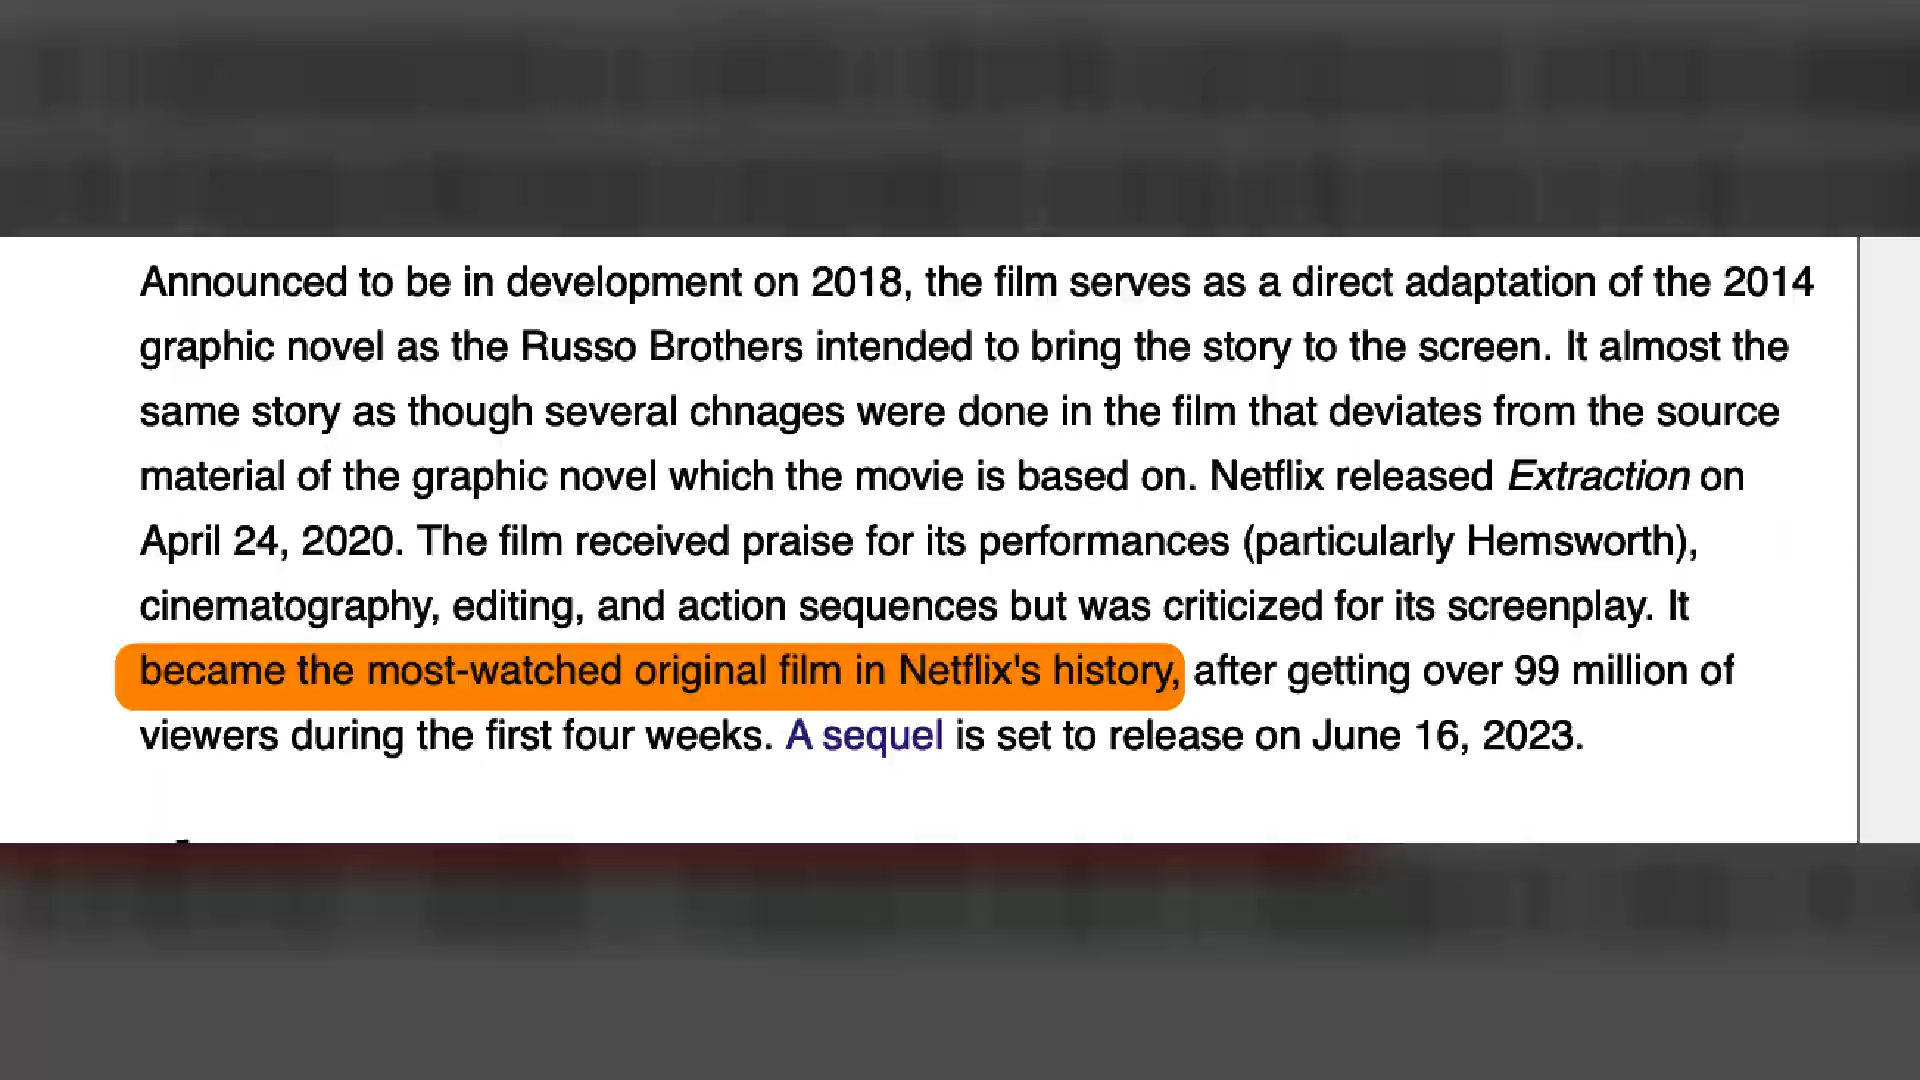 Announced to be in development on 2018, the film serves as a direct adaptation of the 2014
graphic novel as the Russo Brothers intended to bring the story to the screen. It almost the
same story as though several chnages were done in the film that deviates from the source
material of the graphic novel which the movie is based on. Netflix released Extraction on
April 24, 2020. The film received praise for its performances (particularly Hemsworth),
cinematography, editing, and action sequences but was criticized for its screenplay. It
became the most-watched original film in Netflix's history, after getting over 99 million of
viewers during the first four weeks. A sequel is set to release on June 16, 2023.